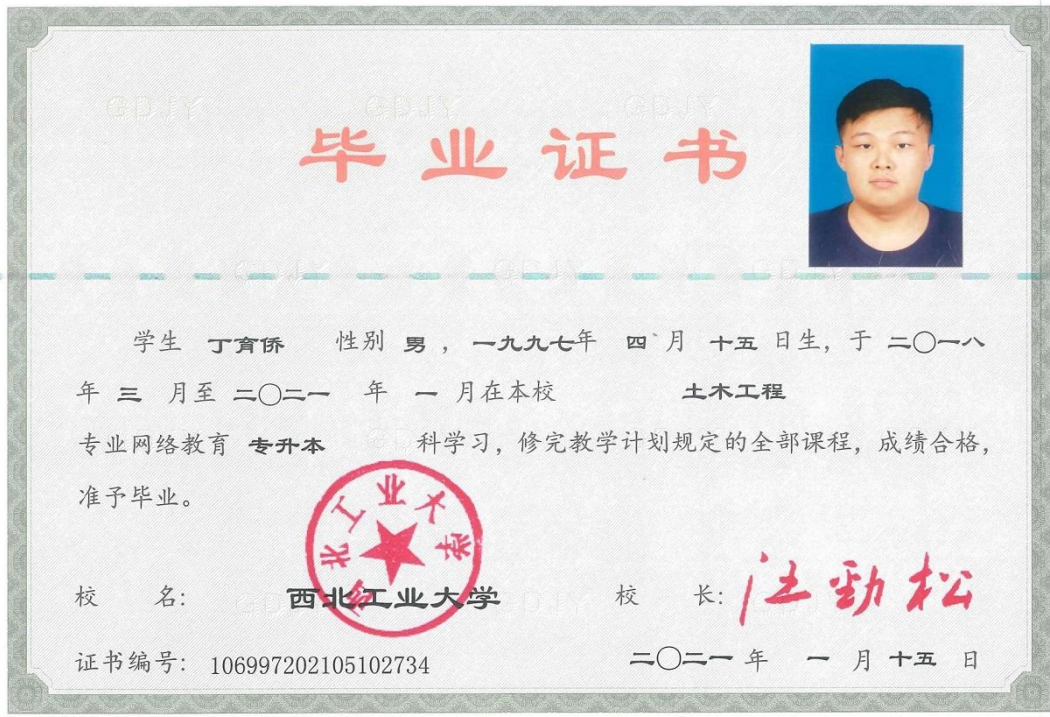 毕业证书
学生 丁育侨 性别 男 ，一九九七年 四 月 十五 日生，于 二〇一八
年 三 月至 二〇二一 年 一 月在本校 土木工程
专业网络教育 专升本 科学习，修完教学计划规定的全部课程，成绩合格，
准予毕业。
西北工业大学
校 名: 西北工业大学 校 长: 汪劲松
证书编号: 106997202105102734 二〇二一 年 一 月 十五 日